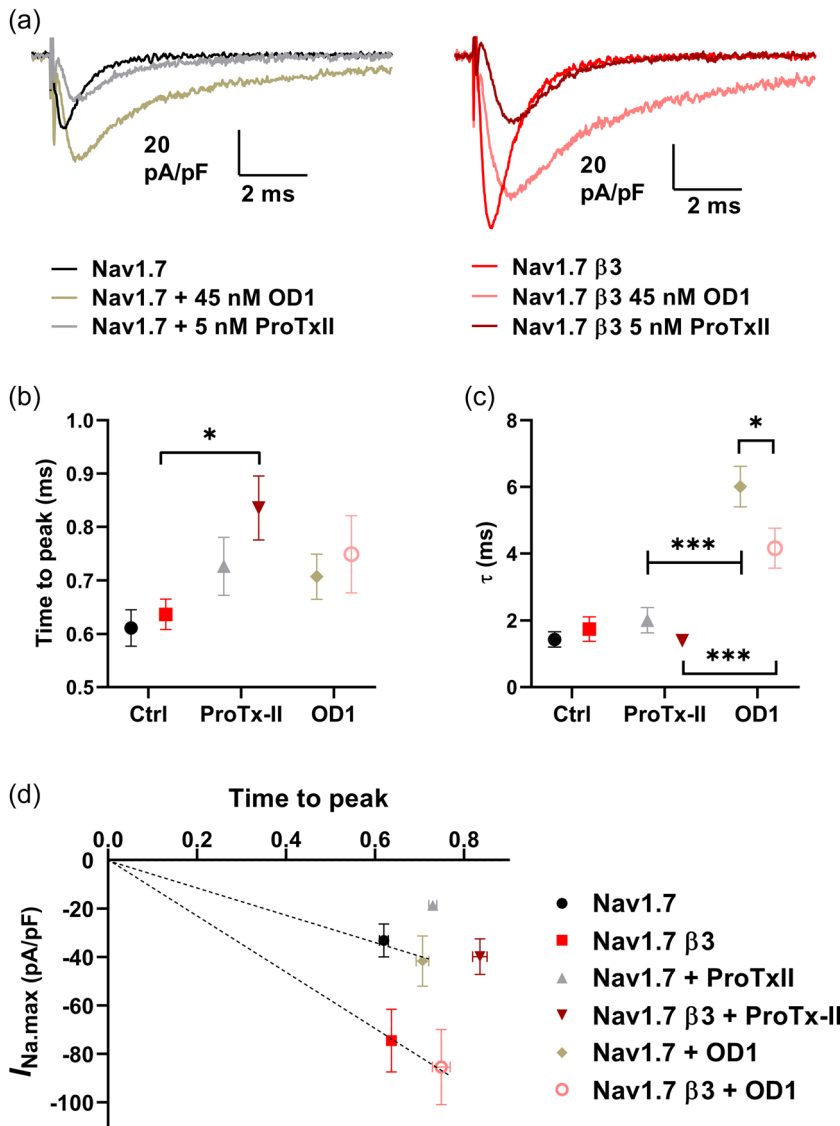 (a)
20
pA/pF
2 ms
20
pA/pF
2 ms
Nav1.7
Nav1.7 + 45 nM OD1
Nav1.7 + 5 nM ProTxII
Nav1.7 β3
Nav1.7 β3 45 nM OD1
Nav1.7 β3 5 nM ProTxII
(b)
Time to peak (ms)
1.0
0.9
0.8
0.7
0.6
0.5
*
Ctrl
ProTx-II
OD1
(c)
τ (ms)
8
6
4
2
0
*
***
***
Ctrl
ProTx-II
OD1
(d)
Time to peak
0.0
0.2
0.4
0.6
0.8
0
-20
-40
-60
-80
-100
INa.max (pA/pF)
Nav1.7
Nav1.7 β3
Nav1.7 + ProTxII
Nav1.7 β3 + ProTx-II
Nav1.7 + OD1
Nav1.7 β3 + OD1